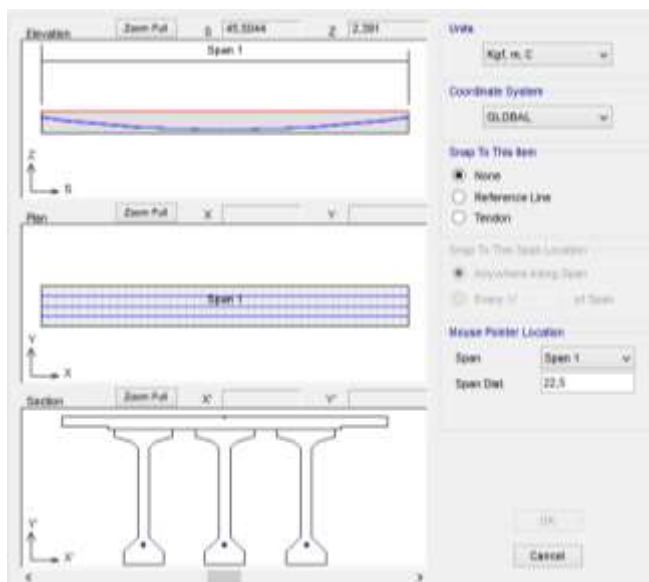 Elevation
Zoom Full
S
45,5044
Z
2,391
Span 1
Z
S
Plan
Zoom Full
X
Y
Span 1
Y
X
Section
Zoom Full
X'
Y'
Y'
X'
Units
Kgf, m, C
Coordinate System
GLOBAL
Snap To This Item
None
Reference Line
Tendon
Snap To This Span Location
Anywhere Along Span
Every 1/ of Span
Mouse Pointer Location
Span
Span 1
Span Dist
22,5
OK
Cancel